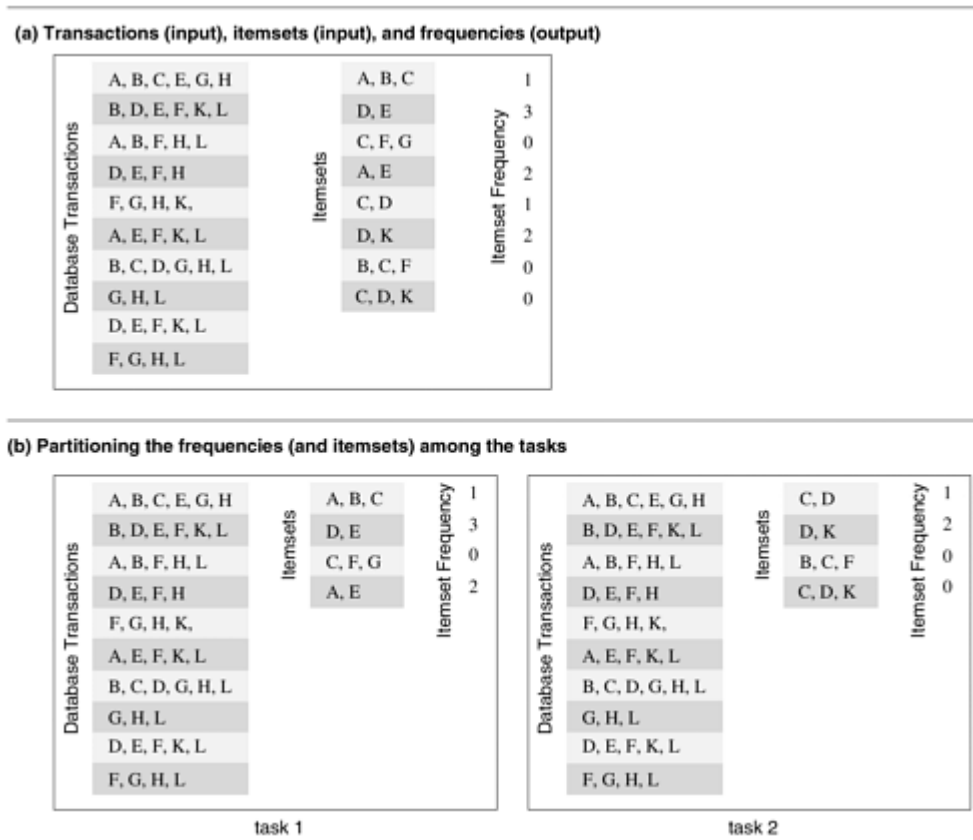 (a) Transactions (input), itemsets (input), and frequencies (output)
Database Transactions
A, B, C, E, G, H
B, D, E, F, K, L
A, B, F, H, L
D, E, F, H
F, G, H, K,
A, E, F, K, L
B, C, D, G, H, L
G, H, L
D, E, F, K, L
F, G, H, L
Itemsets
A, B, C
D, E
C, F, G
A, E
C, D
D, K
B, C, F
C, D, K
Itemset Frequency
1
3
0
2
1
2
0
0
(b) Partitioning the frequencies (and itemsets) among the tasks
Database Transactions
A, B, C, E, G, H
B, D, E, F, K, L
A, B, F, H, L
D, E, F, H
F, G, H, K,
A, E, F, K, L
B, C, D, G, H, L
G, H, L
D, E, F, K, L
F, G, H, L
Itemsets
A, B, C
D, E
C, F, G
A, E
Itemset Frequency
1
3
0
2
task 1
Database Transactions
A, B, C, E, G, H
B, D, E, F, K, L
A, B, F, H, L
D, E, F, H
F, G, H, K,
A, E, F, K, L
B, C, D, G, H, L
G, H, L
D, E, F, K, L
F, G, H, L
Itemsets
C, D
D, K
B, C, F
C, D, K
Itemset Frequency
1
2
0
0
task 2